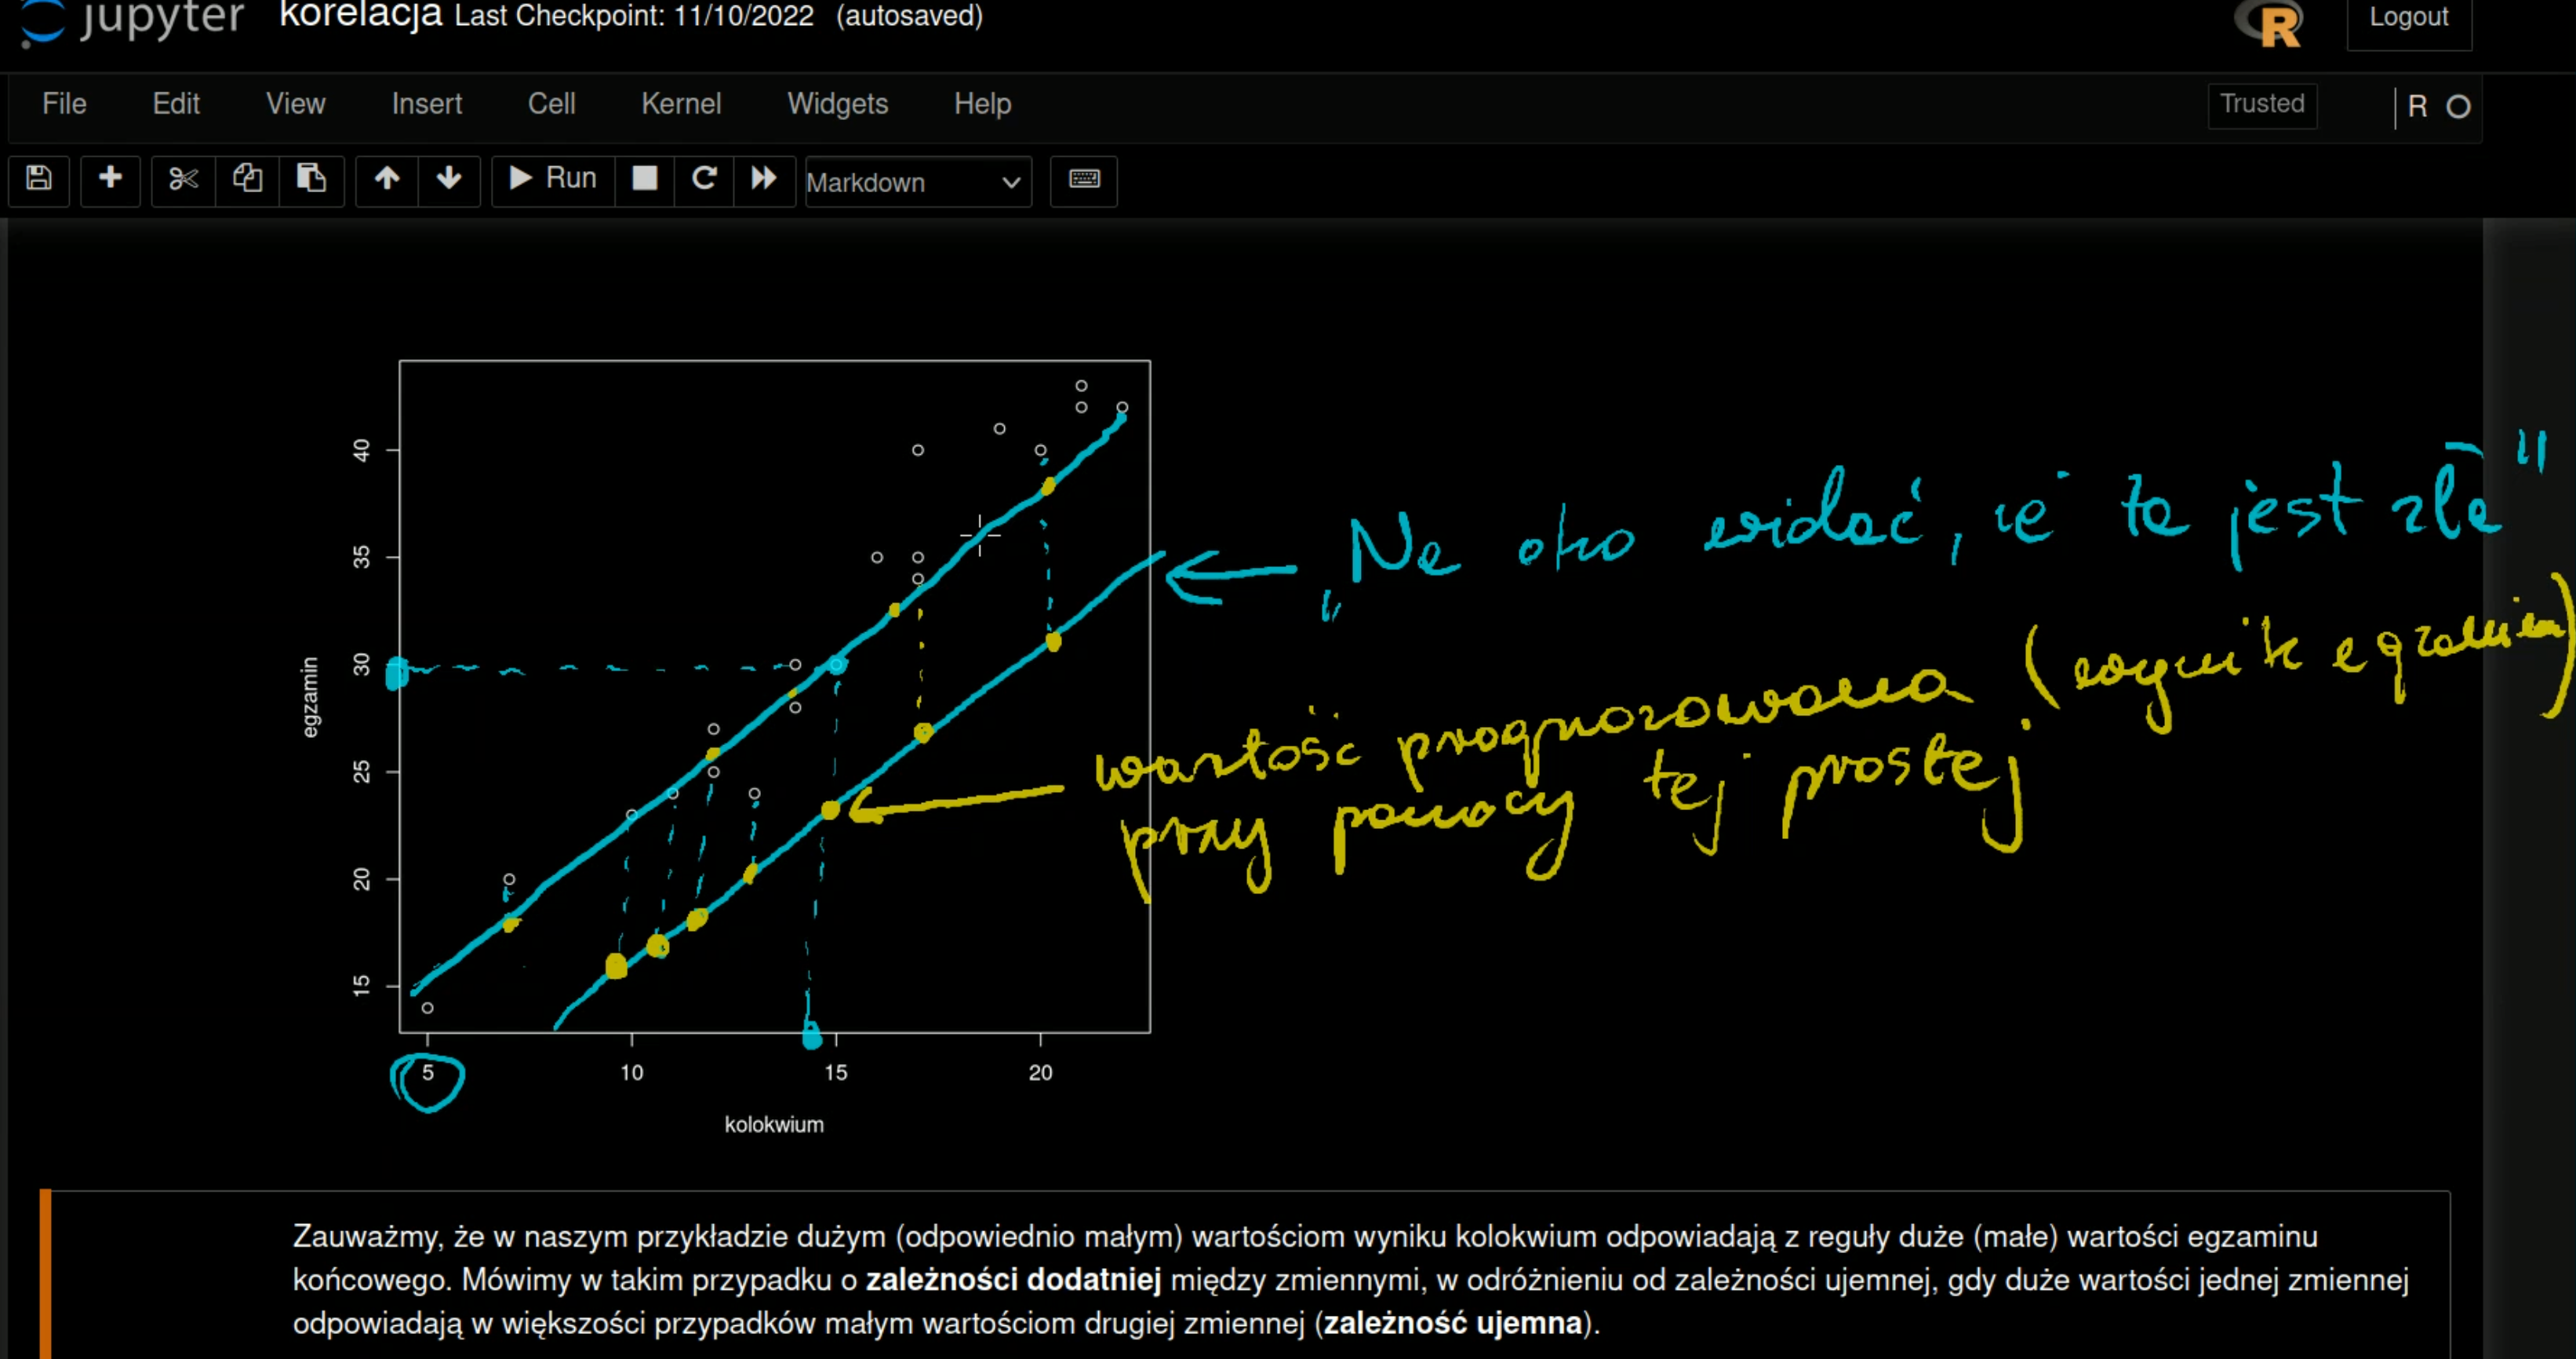 jupyter korelacja Last Checkpoint: 11/10/2022 (autosaved)
R Logout
File Edit View Insert Cell Kernel Widgets Help Trusted R
Run Markdown
40
35
30
25
20
15
egzamin
5 10 15 20
kolokwium
„Na oko widać, że ta jest zła"
wartość prognozowana (wynik egzamin)
przy pomocy tej prostej
Zauważmy, że w naszym przykładzie dużym (odpowiednio małym) wartościom wyniku kolokwium odpowiadają z reguły duże (małe) wartości egzaminu
końcowego. Mówimy w takim przypadku o zależności dodatniej między zmiennymi, w odróżnieniu od zależności ujemnej, gdy duże wartości jednej zmiennej
odpowiadają w większości przypadków małym wartościom drugiej zmiennej (zależność ujemna).